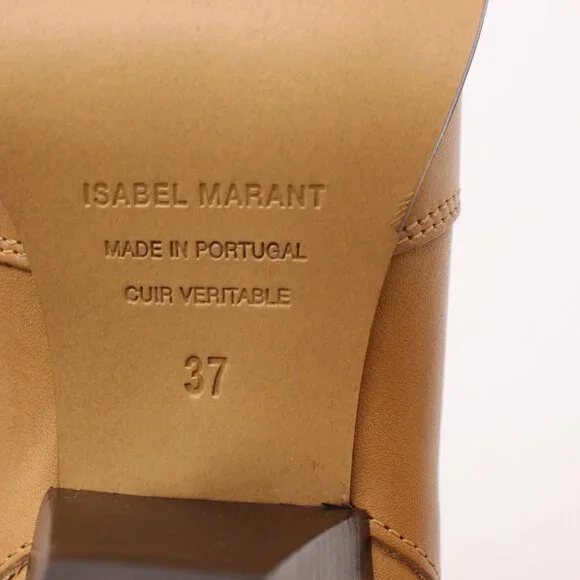 ISABEL MARANT
MADE IN PORTUGAL
CUIR VERITABLE
37